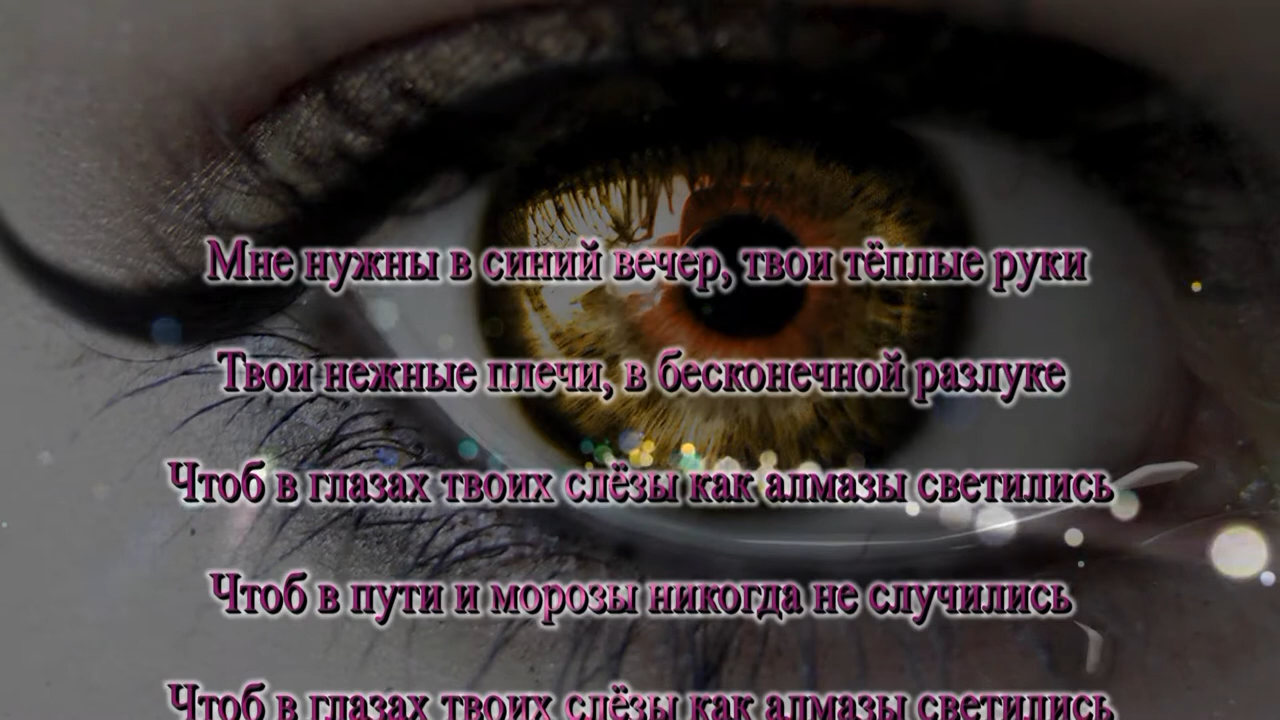 Мне нужны в синий вечер, твои тёплые руки
Твои нежные плечи, в бесконечной разлуке
Чтоб в глазах твоих слёзы как алмазы светились
Чтоб в пути и морозы никогда не случились
Чтоб в глазах твоих слёзы как алмазы светились